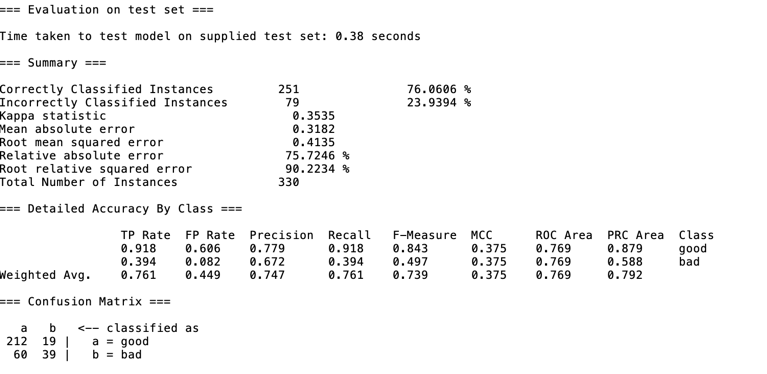 === Evaluation on test set ===
Time taken to test model on supplied test set: 0.38 seconds
=== Summary ===
Correctly Classified Instances 251 76.0606 %
Incorrectly Classified Instances 79 23.9394 %
Kappa statistic 0.3535
Mean absolute error 0.3182
Root mean squared error 0.4135
Relative absolute error 75.7246 %
Root relative squared error 90.2234 %
Total Number of Instances 330
=== Detailed Accuracy By Class ===
TP Rate FP Rate Precision Recall F-Measure MCC ROC Area PRC Area Class
0.918 0.606 0.779 0.918 0.843 0.375 0.769 0.879 good
0.394 0.082 0.672 0.394 0.497 0.375 0.769 0.588 bad
Weighted Avg. 0.761 0.449 0.747 0.761 0.739 0.375 0.769 0.792
=== Confusion Matrix ===
a b <-- classified as
212 19 | a = good
60 39 | b = bad